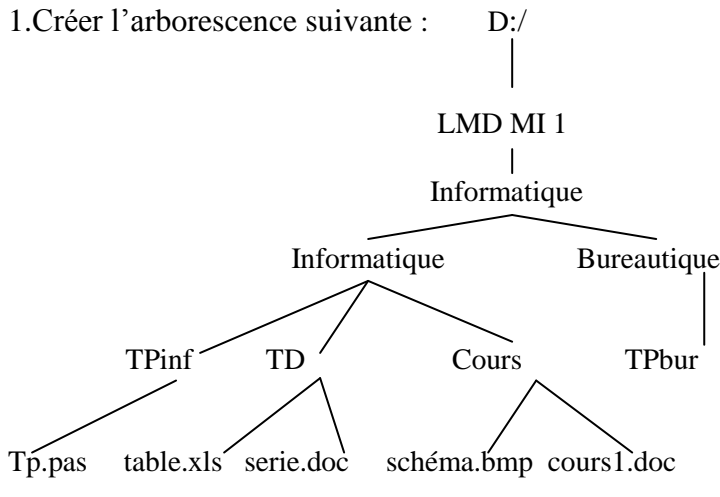 1.Créer l’arborescence suivante : D:/
LMD MI 1
Informatique
Informatique Bureautique
TPinf TD Cours TPbur
Tp.pas table.xls serie.doc schéma.bmp cours1.doc